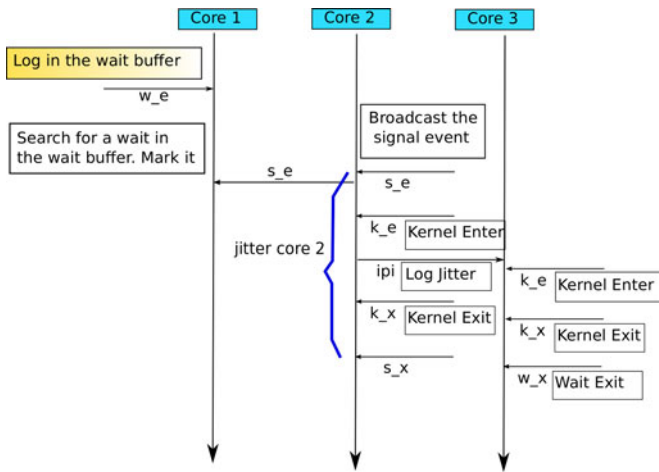 Core 1
Core 2
Core 3
Log in the wait buffer
w_e
Broadcast the
signal event
Search for a wait in
the wait buffer. Mark it
s_e
s_e
k_e
Kernel Enter
jitter core 2
ipi
Log Jitter
k_e
Kernel Enter
k_x
Kernel Exit
k_x
Kernel Exit
s_x
w_x
Wait Exit